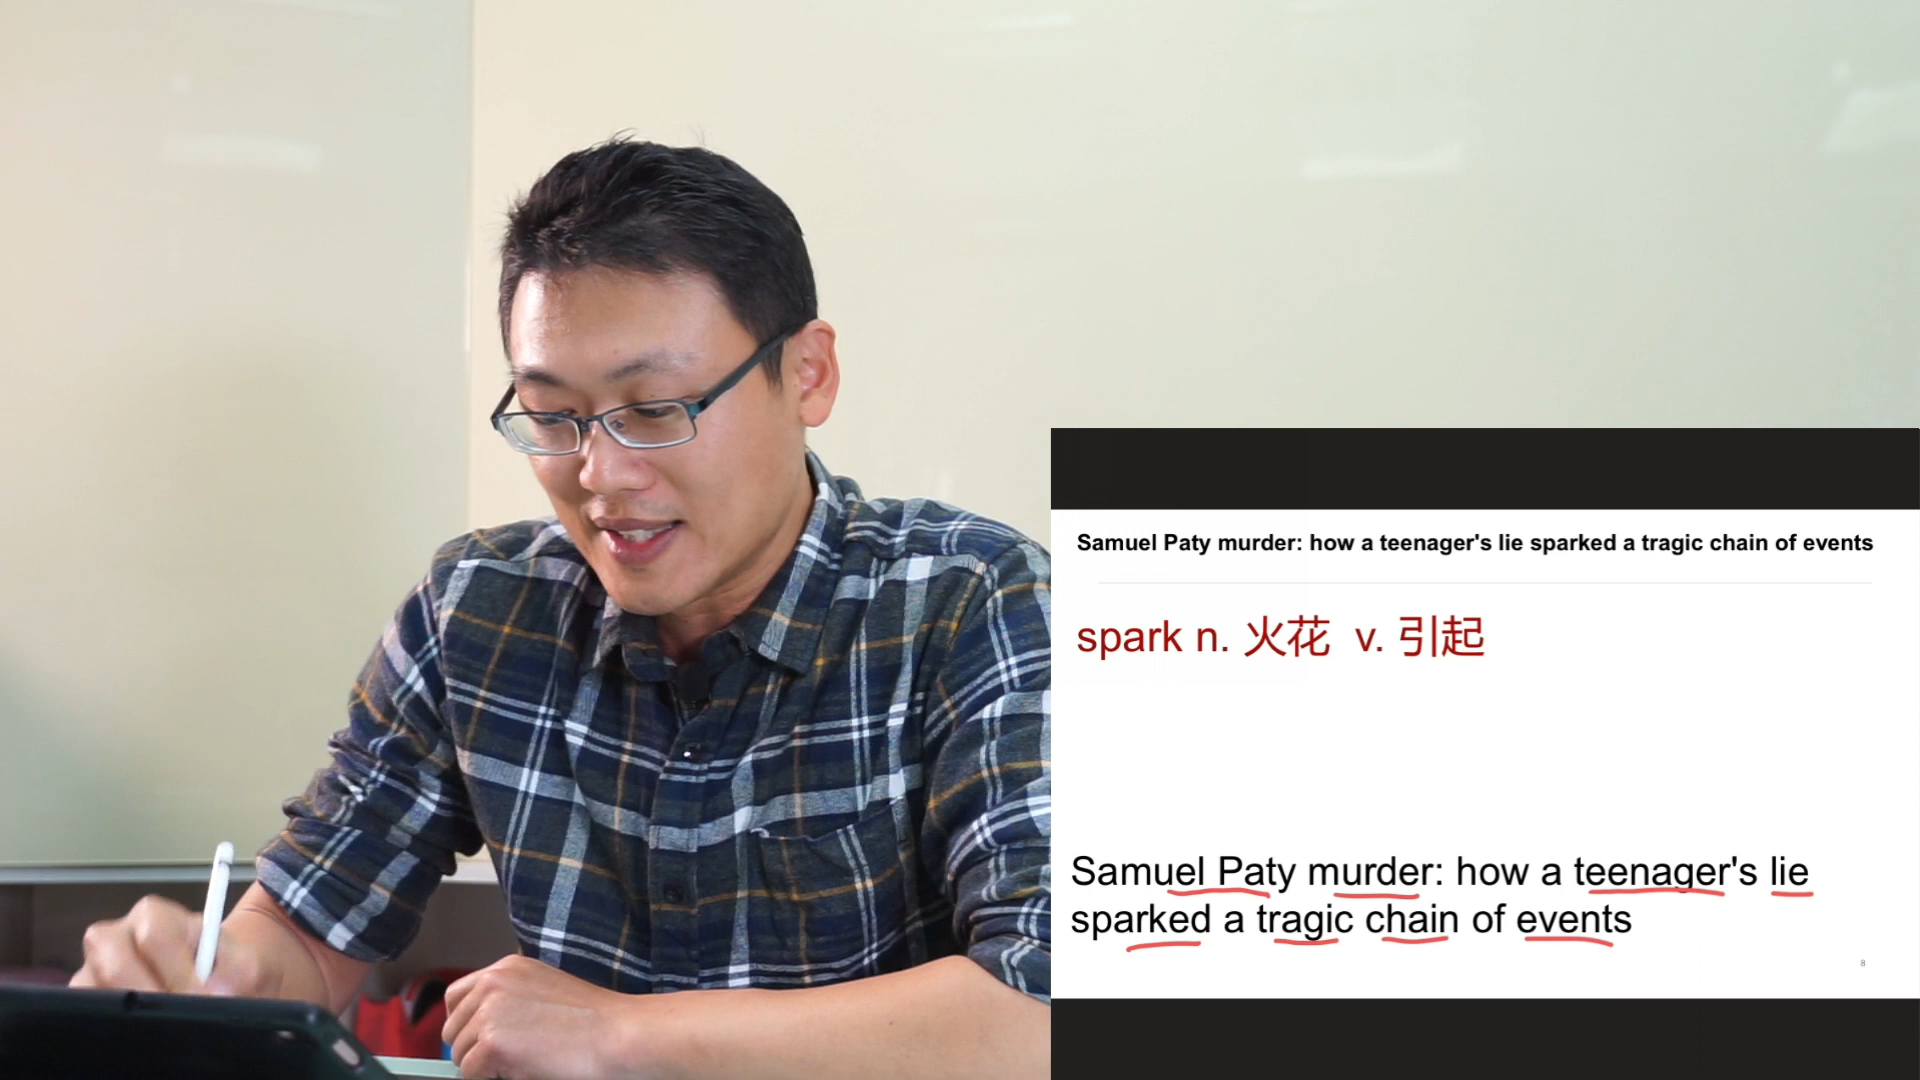 Samuel Paty murder: how a teenager's lie sparked a tragic chain of events
spark n. 火花 v. 引起
Samuel Paty murder: how a teenager's lie
sparked a tragic chain of events
8